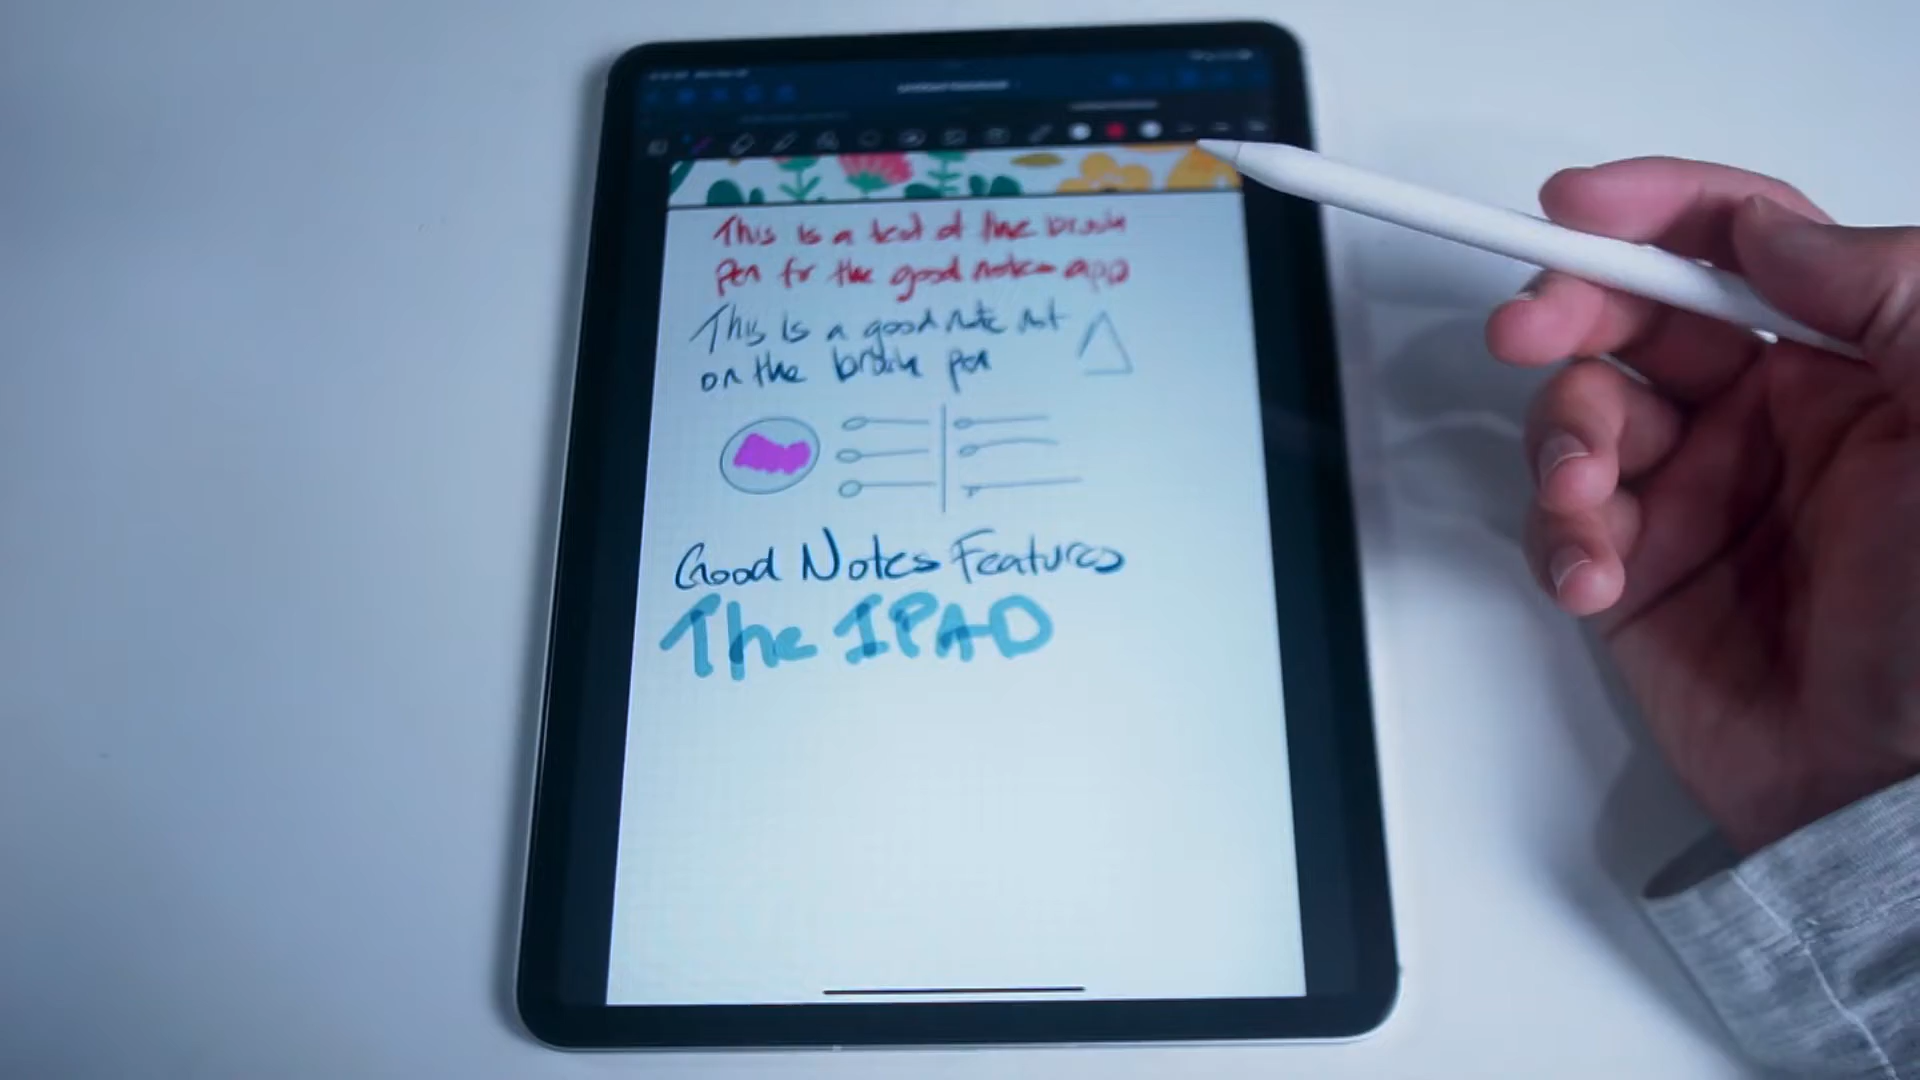 This is a test of the brush
pen for the good notes app
This is a good note not
on the brush pen
Good Notes Features
The IPAD